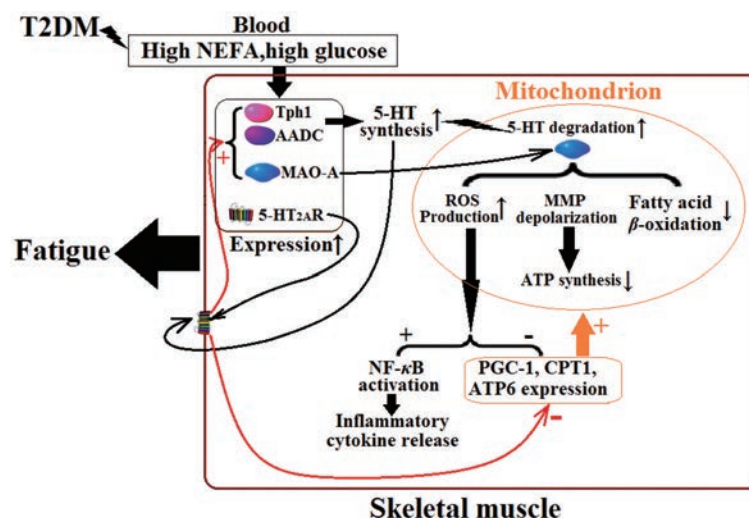 T2DM
Blood
High NEFA,high glucose
Mitochondrion
Tph1
AADC
MAO-A
5-HT2AR
Expression↑
+
5-HT
synthesis↑
5-HT degradation↑
ROS
Production↑
MMP
depolarization
Fatty acid
β-oxidation↓
ATP synthesis↓
Fatigue
+
-
+
NF-κB
activation
PGC-1, CPT1,
ATP6 expression
-
Inflammatory
cytokine release
Skeletal muscle